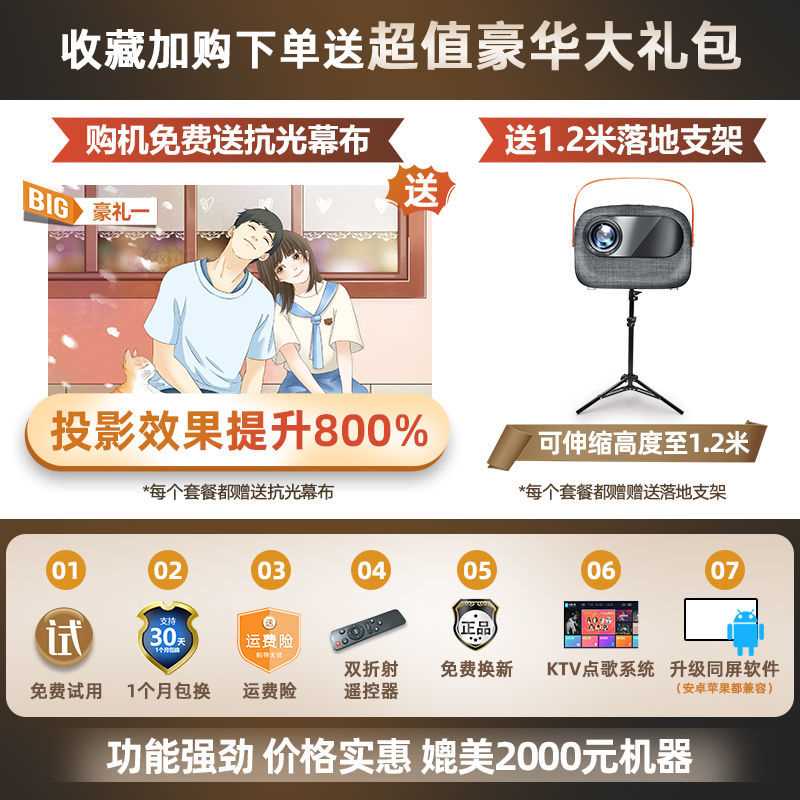 收藏加购下单送超值豪华大礼包
购机免费送抗光幕布
送1.2米落地支架
BIG
豪礼一
送
投影效果提升800%
可伸缩高度至1.2米
*每个套餐都赠送抗光幕布
*每个套餐都赠赠送落地支架
01
02
03
04
05
06
07
试
支持
30天
1个月包换
送
运费险
正品
免费试用
1个月包换
运费险
双折射
遥控器
免费换新
KTV点歌系统
升级同屏软件
(安卓苹果都兼容)
功能强劲 价格实惠 媲美2000元机器